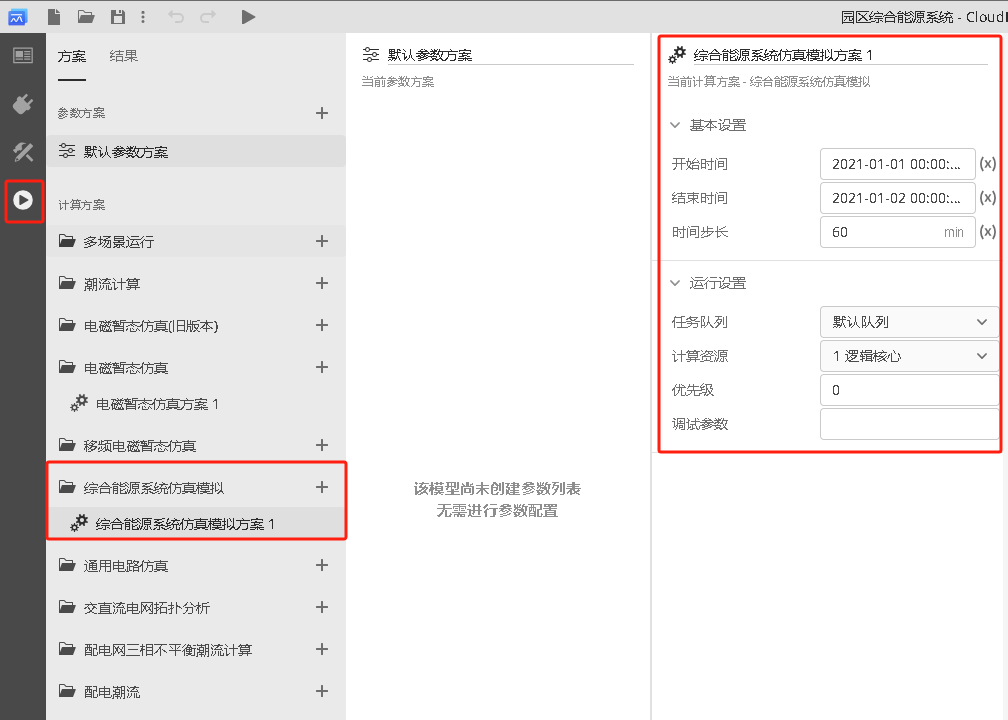 园区综合能源系统 - Cloud
方案
结果
参数方案
默认参数方案
计算方案
多场景运行
潮流计算
电磁暂态仿真(旧版本)
电磁暂态仿真
电磁暂态仿真方案 1
移频电磁暂态仿真
综合能源系统仿真模拟
综合能源系统仿真模拟方案 1
通用电路仿真
交直流电网拓扑分析
配电网三相不平衡潮流计算
配电潮流
默认参数方案
当前参数方案
该模型尚未创建参数列表
无需进行参数配置
综合能源系统仿真模拟方案 1
当前计算方案 - 综合能源系统仿真模拟
基本设置
开始时间 2021-01-01 00:00:... (x)
结束时间 2021-01-02 00:00:... (x)
时间步长 60 min (x)
运行设置
任务队列 默认队列
计算资源 1 逻辑核心
优先级 0
调试参数